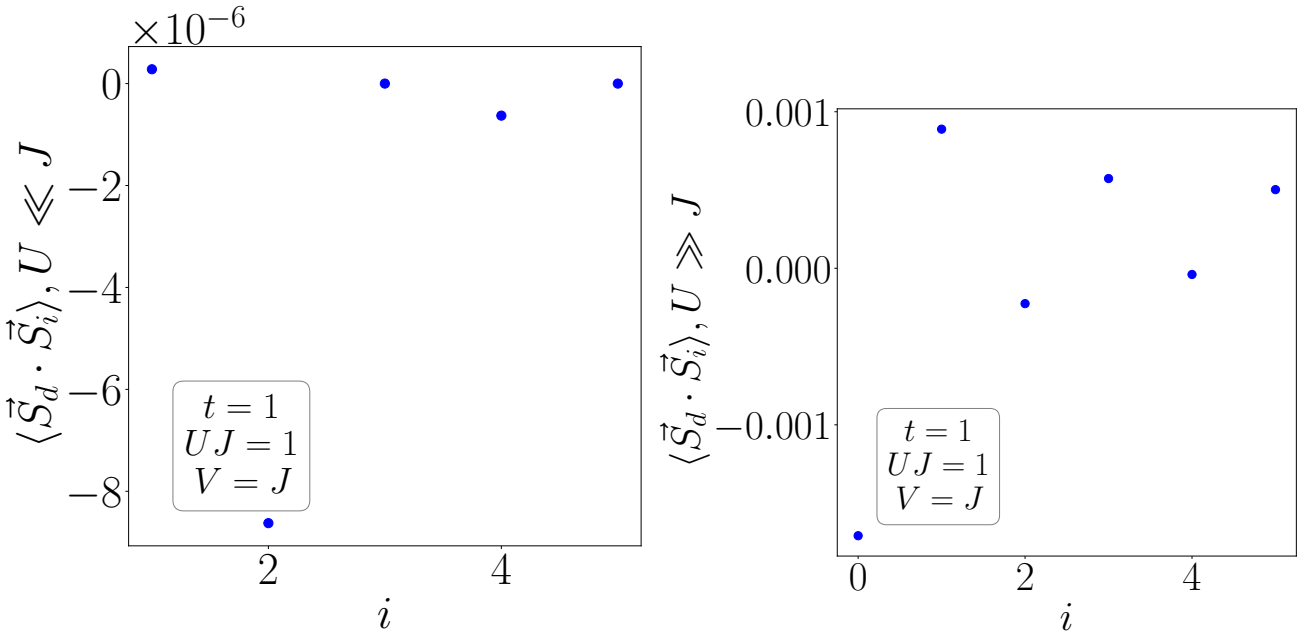 ×10⁻⁶
0
−2
−4
−6
−8
2
4
i
⟨S⃗_d · S⃗_i⟩, U ≪ J
t = 1
UJ = 1
V = J
0.001
0.000
−0.001
0
2
4
i
⟨S⃗_d · S⃗_i⟩, U ≫ J
t = 1
UJ = 1
V = J